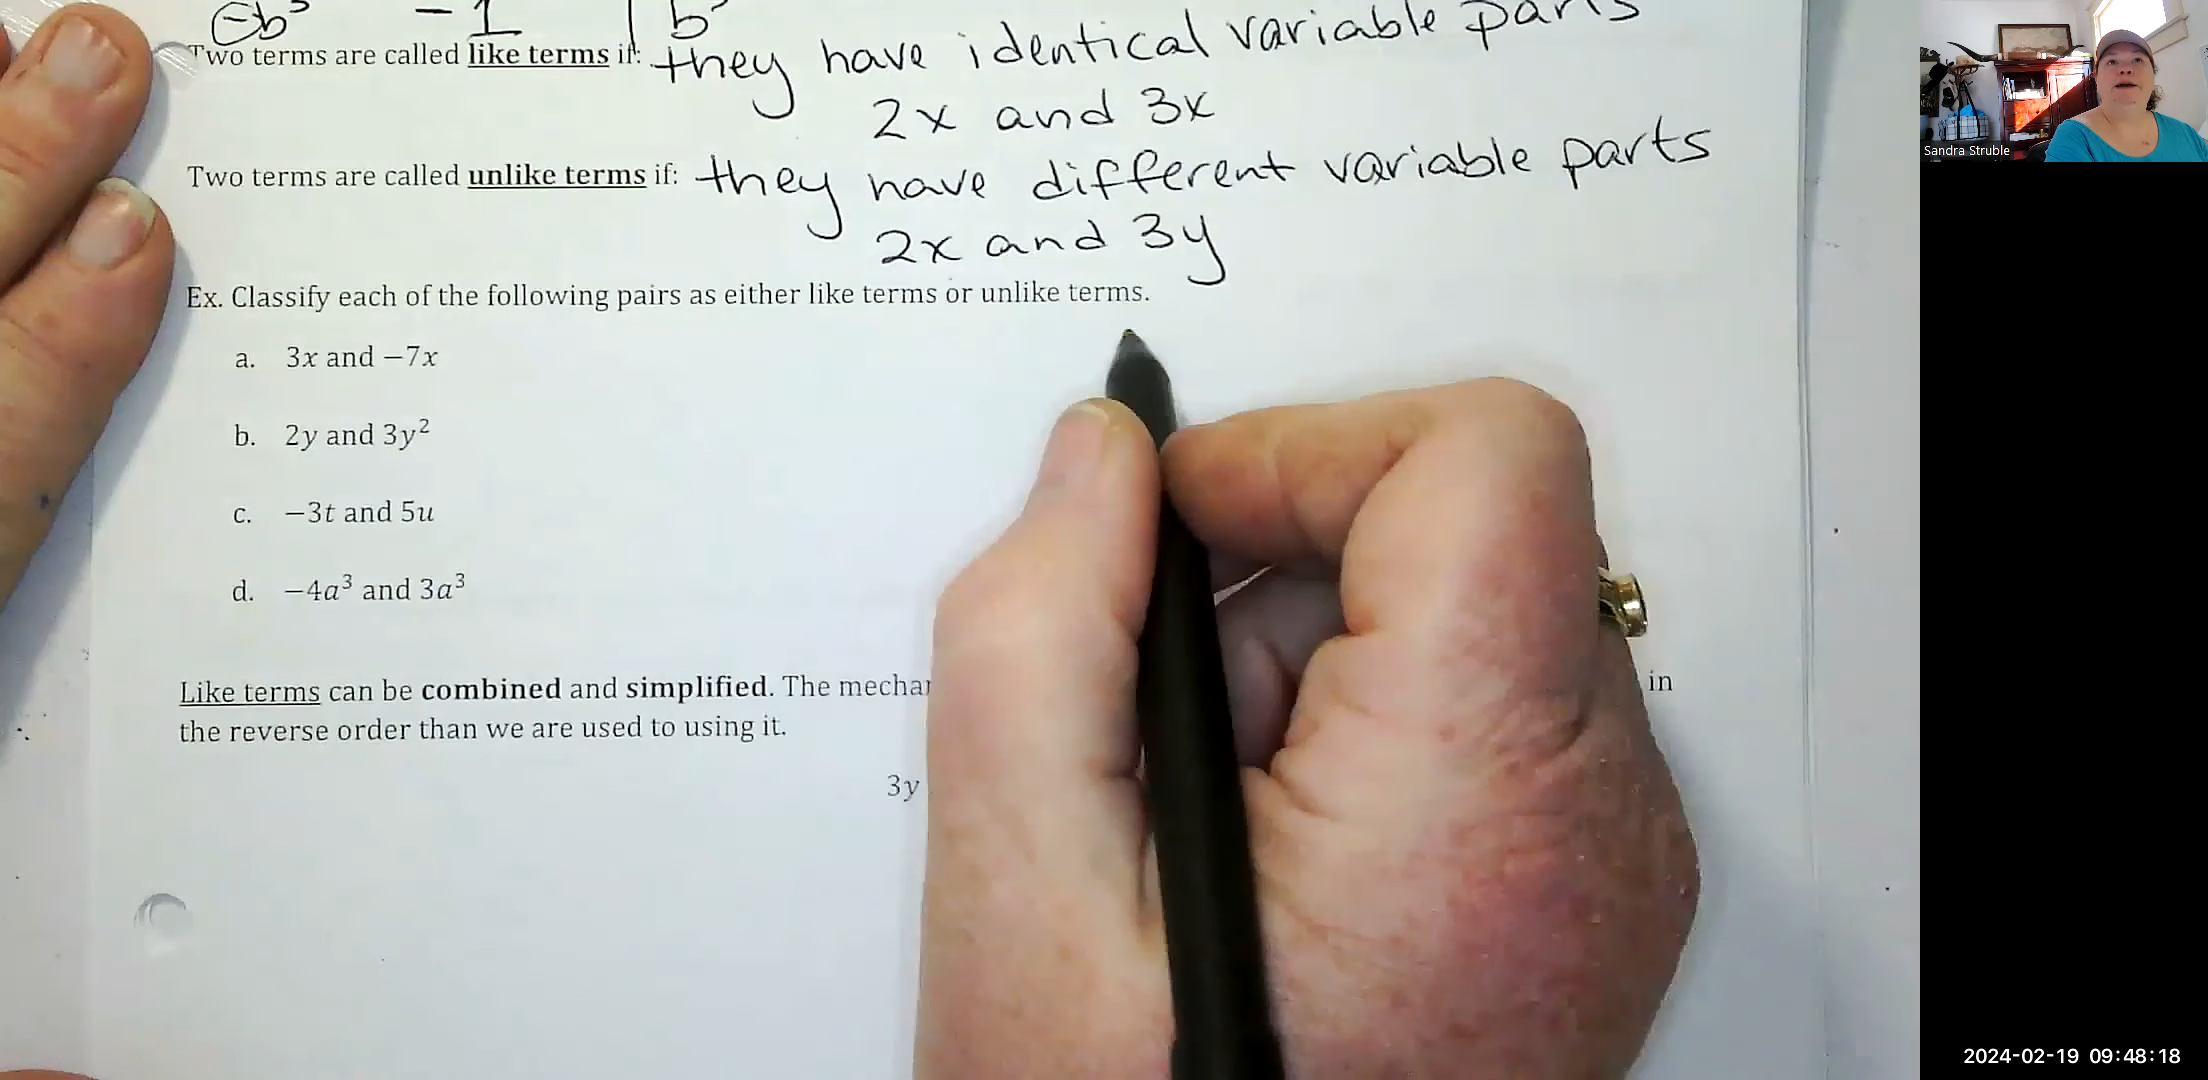 -b³ -1 b³
Two terms are called like terms if: they have identical variable parts
2x and 3x
Two terms are called unlike terms if: they have different variable parts
2x and 3y
Ex. Classify each of the following pairs as either like terms or unlike terms.
a. 3x and −7x
b. 2y and 3y²
c. −3t and 5u
d. −4a³ and 3a³
Like terms can be combined and simplified. The in
the reverse order than we are used to using it.
3y
Sandra Struble
2024-02-19 09:48:18